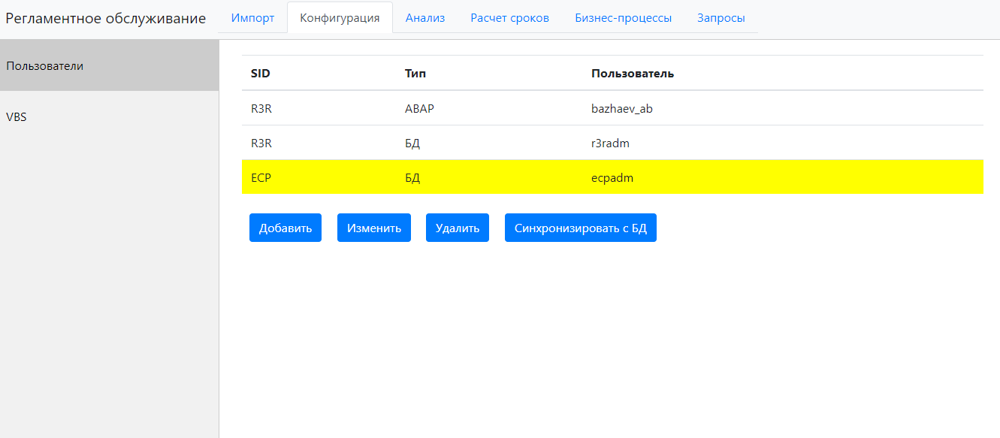 Регламентное обслуживание Импорт Конфигурация Анализ Расчет сроков Бизнес-процессы Запросы
Пользователи
VBS
SID Тип Пользователь
R3R ABAP bazhaev_ab
R3R БД r3radm
ECP БД ecpadm
Добавить Изменить Удалить Синхронизировать с БД